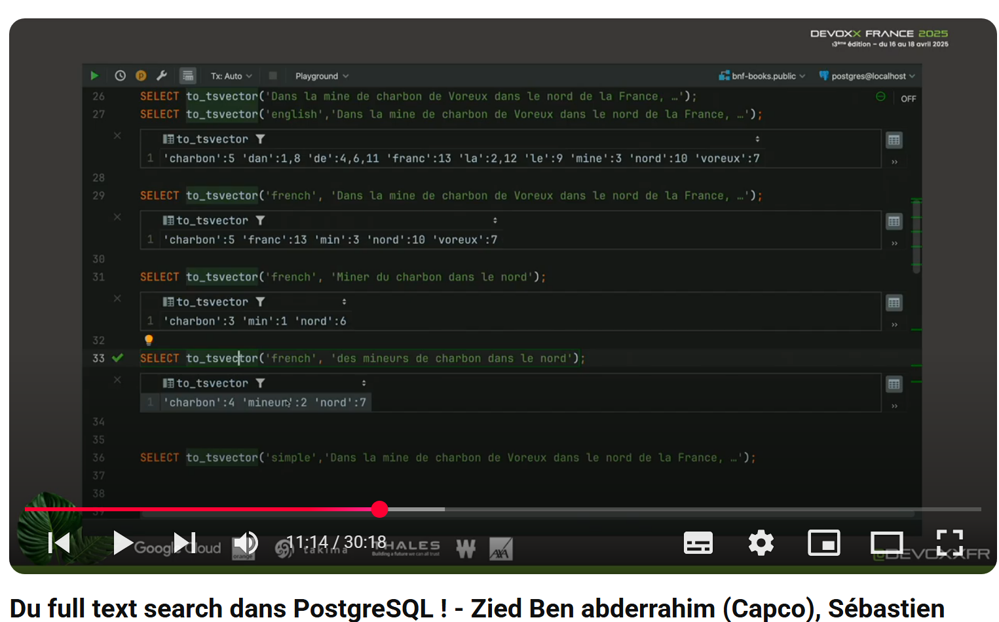 DEVOXX FRANCE 2025
13ème édition – du 16 au 18 avril 2025
Tx: Auto
Playground
bnf-books.public
postgres@localhost
26 SELECT to_tsvector('Dans la mine de charbon de Voreux dans le nord de la France, …');
OFF
27 SELECT to_tsvector('english','Dans la mine de charbon de Voreux dans le nord de la France, …');
to_tsvector
1 'charbon':5 'dan':1,8 'de':4,6,11 'franc':13 'la':2,12 'le':9 'mine':3 'nord':10 'voreux':7
28
29 SELECT to_tsvector('french', 'Dans la mine de charbon de Voreux dans le nord de la France, …');
to_tsvector
1 'charbon':5 'franc':13 'min':3 'nord':10 'voreux':7
30
31 SELECT to_tsvector('french', 'Miner du charbon dans le nord');
to_tsvector
1 'charbon':3 'min':1 'nord':6
32
33 SELECT to_tsvector('french', 'des mineurs de charbon dans le nord');
to_tsvector
1 'charbon':4 'mineur':2 'nord':7
34
35
36 SELECT to_tsvector('simple','Dans la mine de charbon de Voreux dans le nord de la France, …');
37
38
39
11:14 / 30:18
Google Cloud
orange
takima
THALES
Building a future we can all trust
W
AXA
@DEVOXXFR
Du full text search dans PostgreSQL ! - Zied Ben abderrahim (Capco), Sébastien